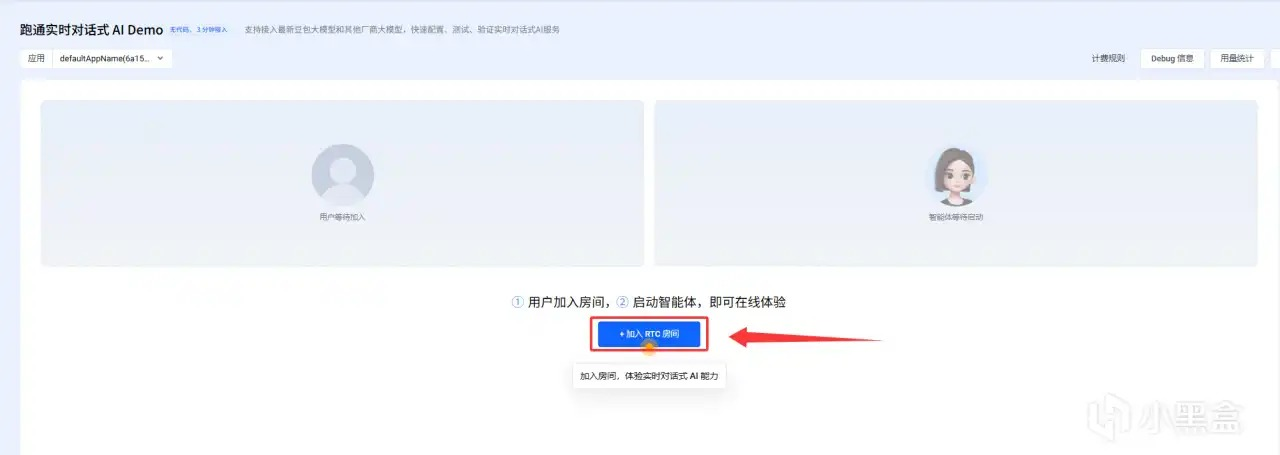 跑通实时对话式 AI Demo 无代码、3 分钟接入 支持接入最新豆包大模型和其他厂商大模型，快速配置、测试、验证实时对话式AI服务
应用 defaultAppName(6a15... 计费规则 Debug 信息 用量统计
用户等待加入
智能体等待启动
① 用户加入房间，② 启动智能体，即可在线体验
+ 加入 RTC 房间
加入房间，体验实时对话式 AI 能力
小黑盒